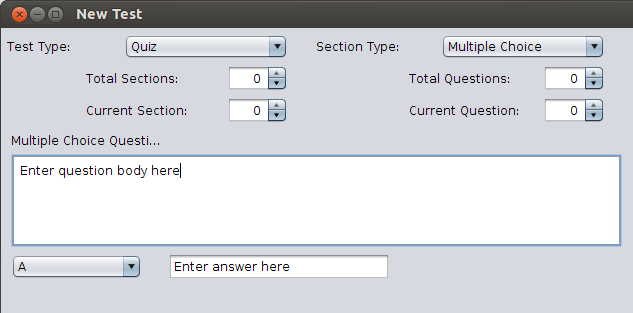 New Test
Test Type: Quiz Section Type: Multiple Choice
Total Sections: 0 Total Questions: 0
Current Section: 0 Current Question: 0
Multiple Choice Questi...
Enter question body here
A Enter answer here